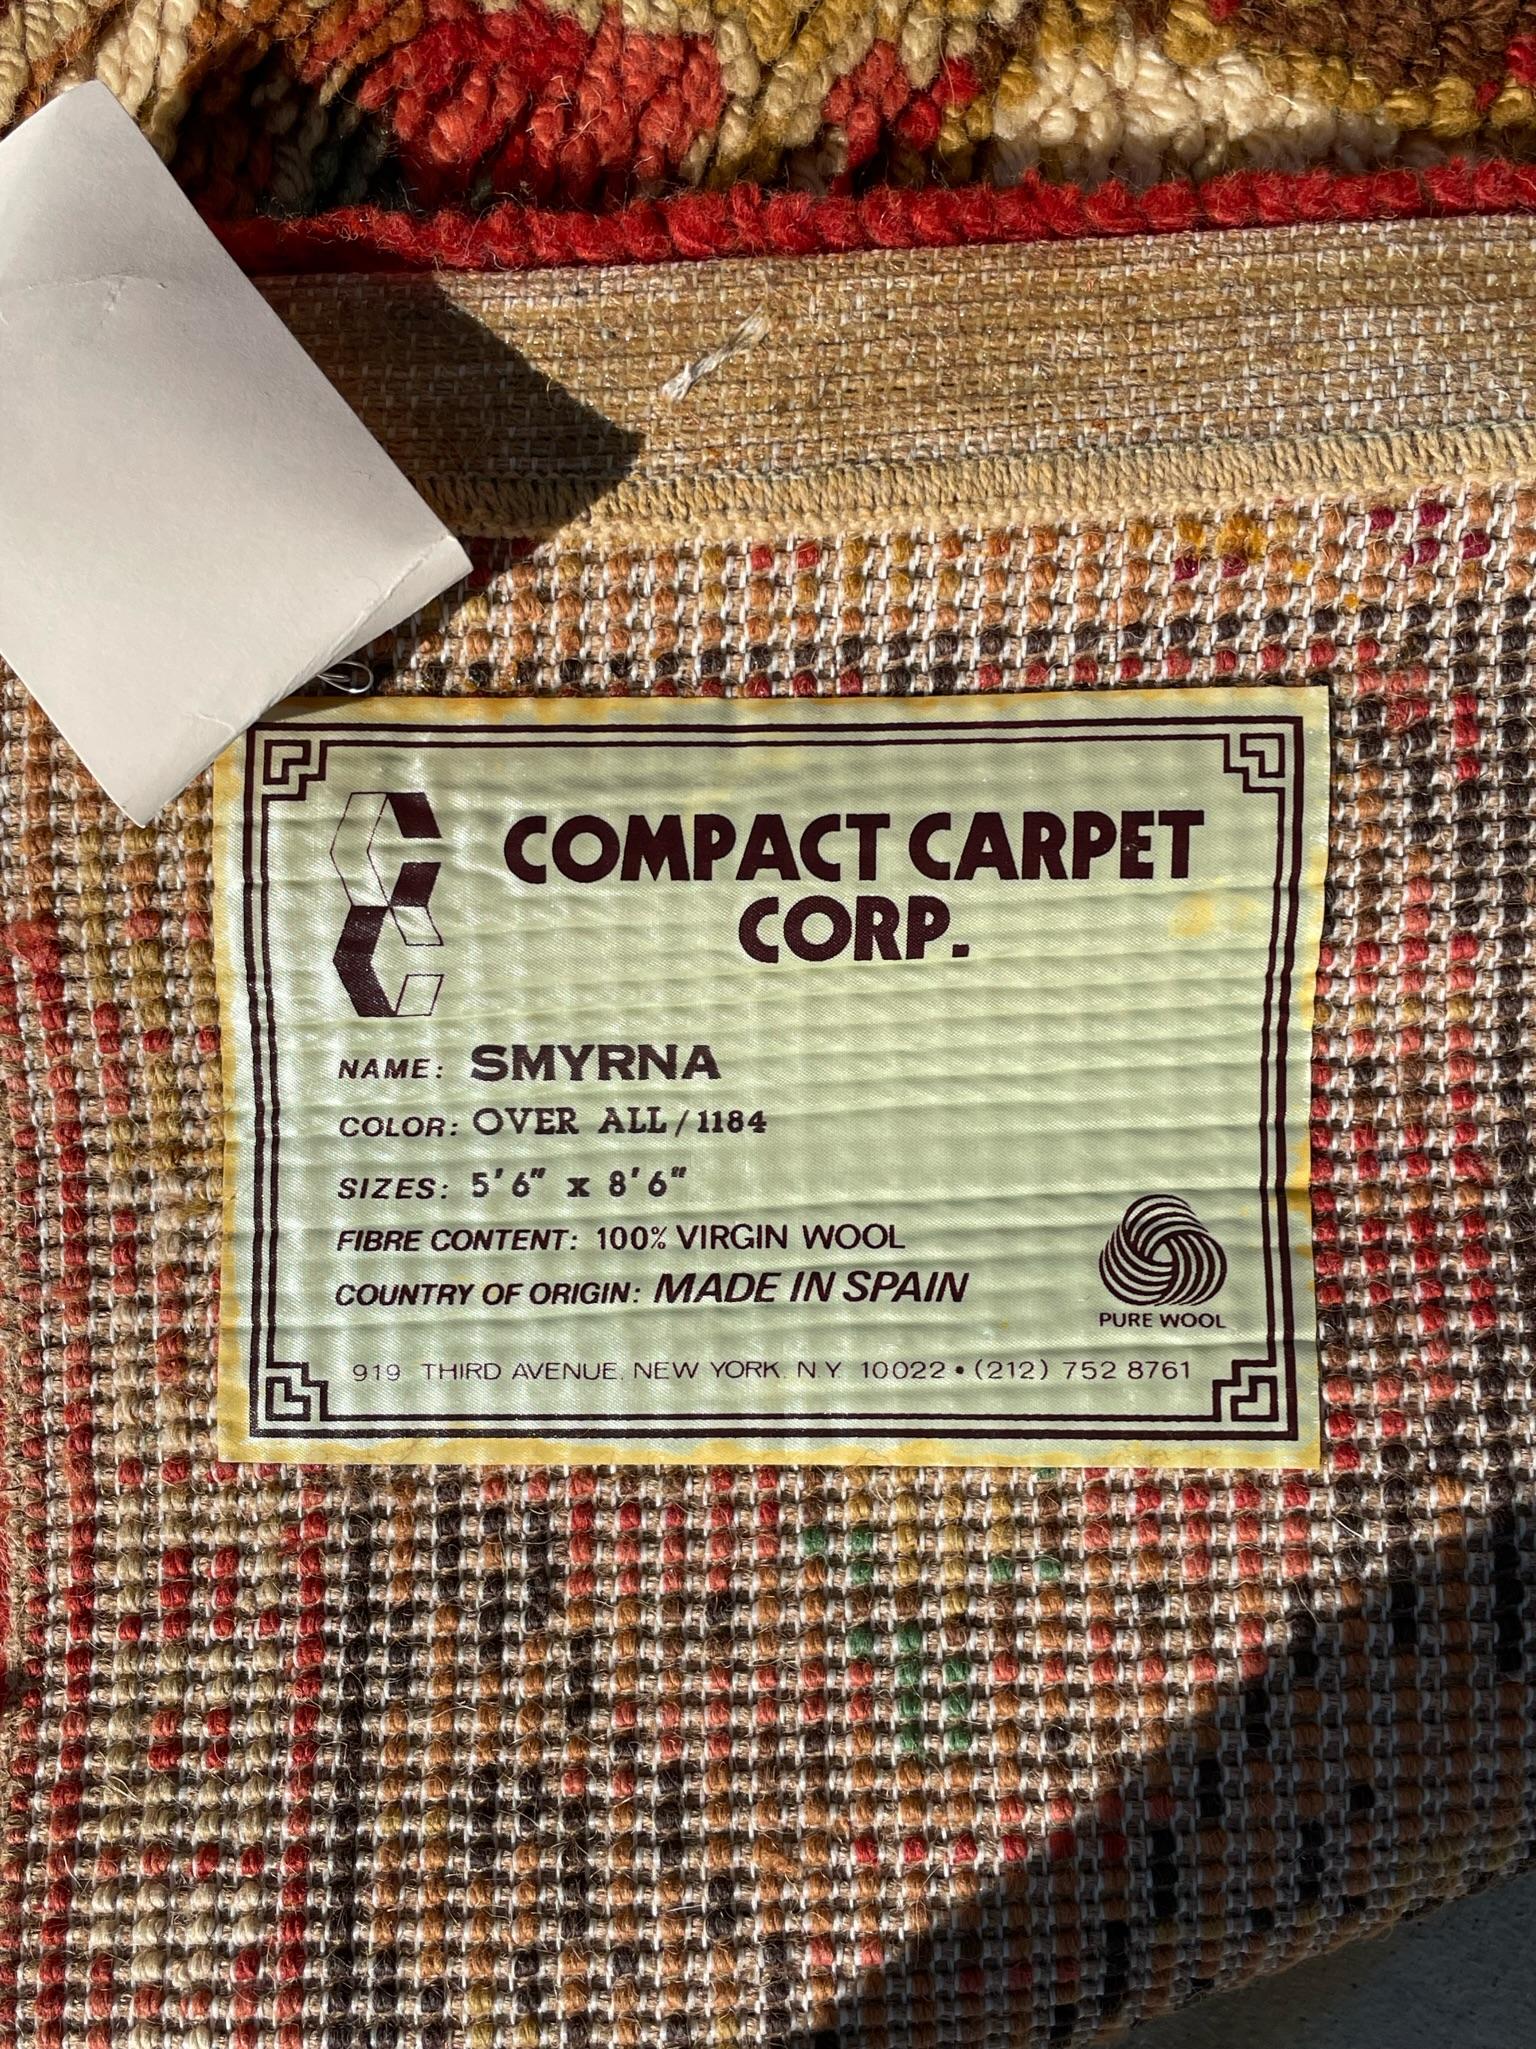 COMPACT CARPET
CORP.
NAME: SMYRNA
COLOR: OVER ALL / 1184
SIZES: 5'6" x 8'6"
FIBRE CONTENT: 100% VIRGIN WOOL
COUNTRY OF ORIGIN: MADE IN SPAIN
PURE WOOL
919 THIRD AVENUE, NEW YORK, N.Y. 10022 • (212) 752 8761